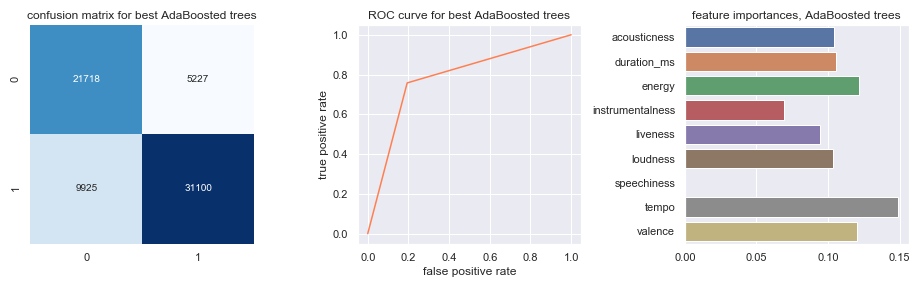 confusion matrix for best AdaBoosted trees
0
1
21718
5227
9925
31100
0
1
ROC curve for best AdaBoosted trees
true positive rate
1.0
0.8
0.6
0.4
0.2
0.0
0.0
0.2
0.4
0.6
0.8
1.0
false positive rate
feature importances, AdaBoosted trees
acousticness
duration_ms
energy
instrumentalness
liveness
loudness
speechiness
tempo
valence
0.00
0.05
0.10
0.15